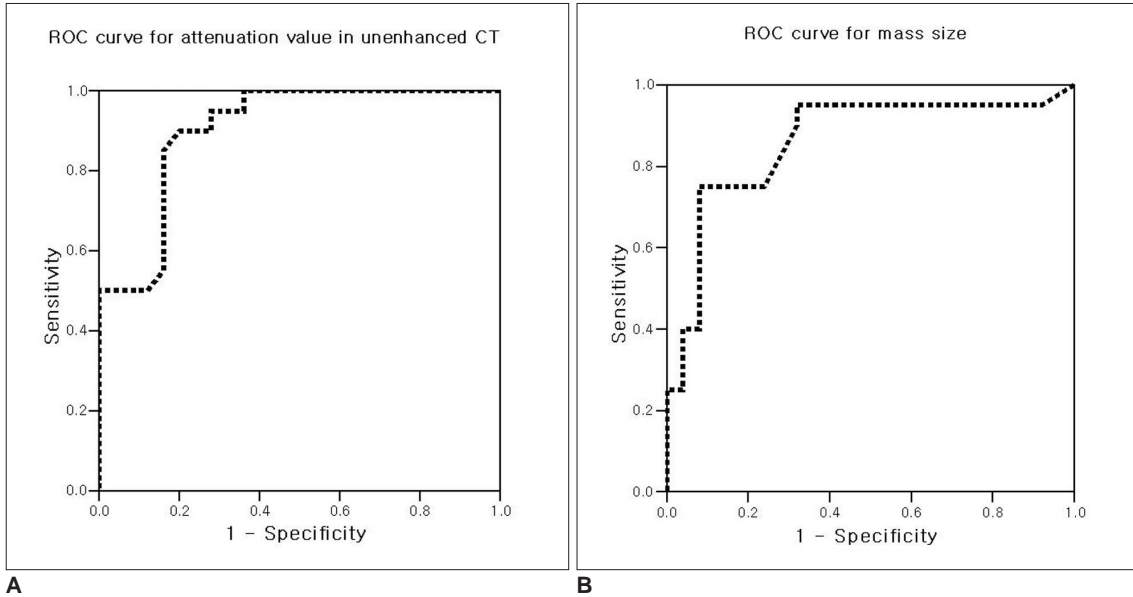 ROC curve for attenuation value in unenhanced CT
Sensitivity
1.0
0.8
0.6
0.4
0.2
0.0
0.0 0.2 0.4 0.6 0.8 1.0
1 - Specificity
A
ROC curve for mass size
Sensitivity
1.0
0.8
0.6
0.4
0.2
0.0
0.0 0.2 0.4 0.6 0.8 1.0
1 - Specificity
B